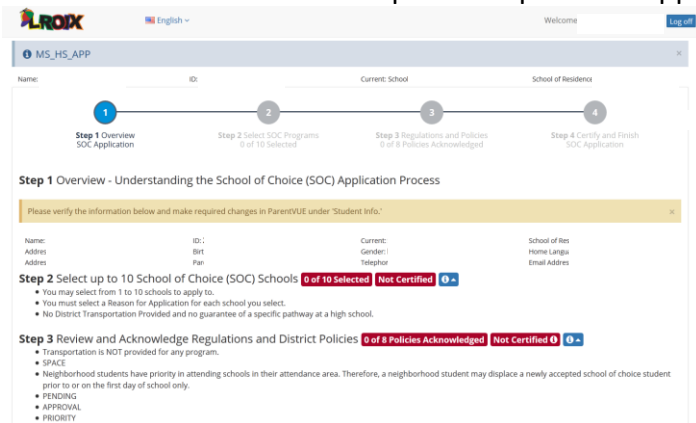 LROIX
English
Welcome
Log off
MS_HS_APP
×
Name:
ID:
Current: School
School of Residence
1
2
3
4
Step 1 Overview
SOC Application
Step 2 Select SOC Programs
0 of 10 Selected
Step 3 Regulations and Policies
0 of 8 Policies Acknowledged
Step 4 Certify and Finish
SOC Application
Step 1 Overview - Understanding the School of Choice (SOC) Application Process
Please verify the information below and make required changes in ParentVUE under 'Student Info.'
×
Name:
ID:
Current:
School of Res
Addres
Birt
Gender:
Home Langu
Addres
Par
Telephor
Email Addres
Step 2 Select up to 10 School of Choice (SOC) Schools 0 of 10 Selected Not Certified
• You may select from 1 to 10 schools to apply to.
• You must select a Reason for Application for each school you select.
• No District Transportation Provided and no guarantee of a specific pathway at a high school.
Step 3 Review and Acknowledge Regulations and District Policies 0 of 8 Policies Acknowledged Not Certified
• Transportation is NOT provided for any program.
• SPACE
• Neighborhood students have priority in attending schools in their attendance area. Therefore, a neighborhood student may displace a newly accepted school of choice student
prior to or on the first day of school only.
• PENDING
• APPROVAL
• PRIORITY